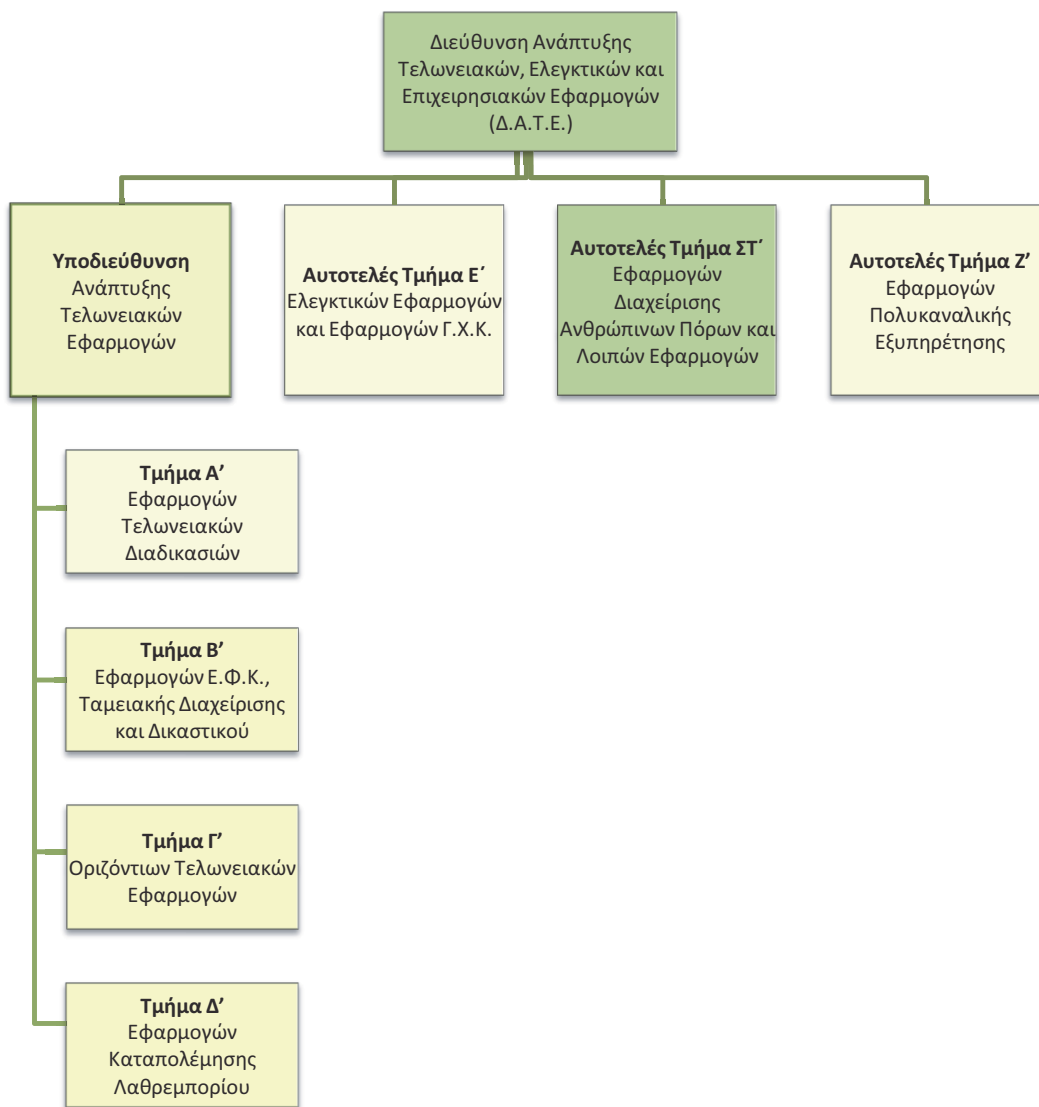 Διεύθυνση Ανάπτυξης
Τελωνειακών, Ελεγκτικών και
Επιχειρησιακών Εφαρμογών
(Δ.Α.Τ.Ε.)
Υποδιεύθυνση
Ανάπτυξης
Τελωνειακών
Εφαρμογών
Αυτοτελές Τμήμα Ε΄
Ελεγκτικών Εφαρμογών
και Εφαρμογών Γ.Χ.Κ.
Αυτοτελές Τμήμα ΣΤ΄
Εφαρμογών
Διαχείρισης
Ανθρώπινων Πόρων και
Λοιπών Εφαρμογών
Αυτοτελές Τμήμα Ζ’
Εφαρμογών
Πολυκαναλικής
Εξυπηρέτησης
Τμήμα Α’
Εφαρμογών
Τελωνειακών
Διαδικασιών
Τμήμα Β’
Εφαρμογών Ε.Φ.Κ.,
Ταμειακής Διαχείρισης
και Δικαστικού
Τμήμα Γ’
Οριζόντιων Τελωνειακών
Εφαρμογών
Τμήμα Δ’
Εφαρμογών
Καταπολέμησης
Λαθρεμπορίου